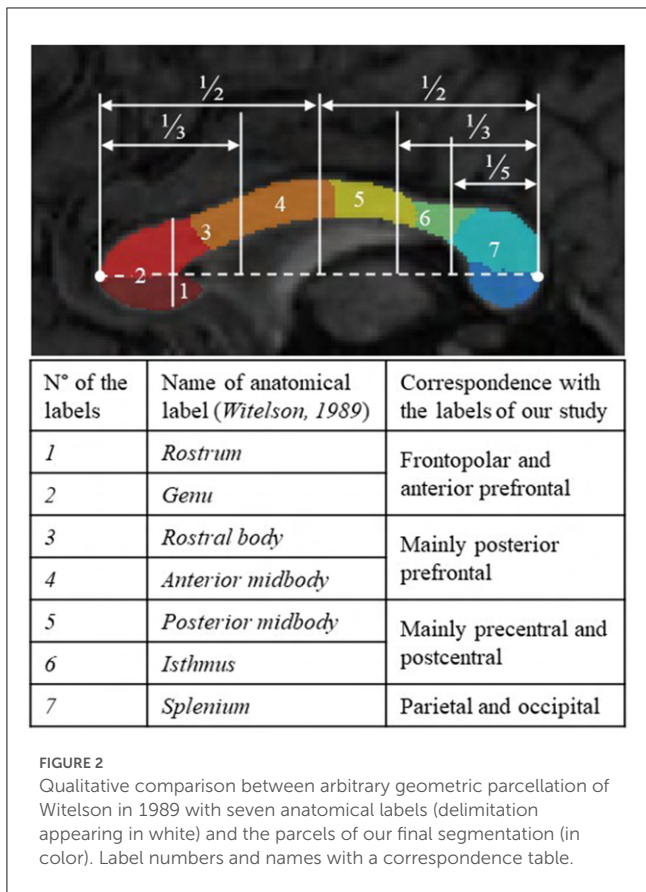 ½ ½
⅓ ⅓
⅕
5
4
6
3
7
2
1
N° of the labels
Name of anatomical label (Witelson, 1989)
Correspondence with the labels of our study
1 Rostrum Frontopolar and anterior prefrontal
2 Genu
3 Rostral body Mainly posterior prefrontal
4 Anterior midbody
5 Posterior midbody Mainly precentral and postcentral
6 Isthmus
7 Splenium Parietal and occipital
FIGURE 2
Qualitative comparison between arbitrary geometric parcellation of
Witelson in 1989 with seven anatomical labels (delimitation
appearing in white) and the parcels of our final segmentation (in
color). Label numbers and names with a correspondence table.